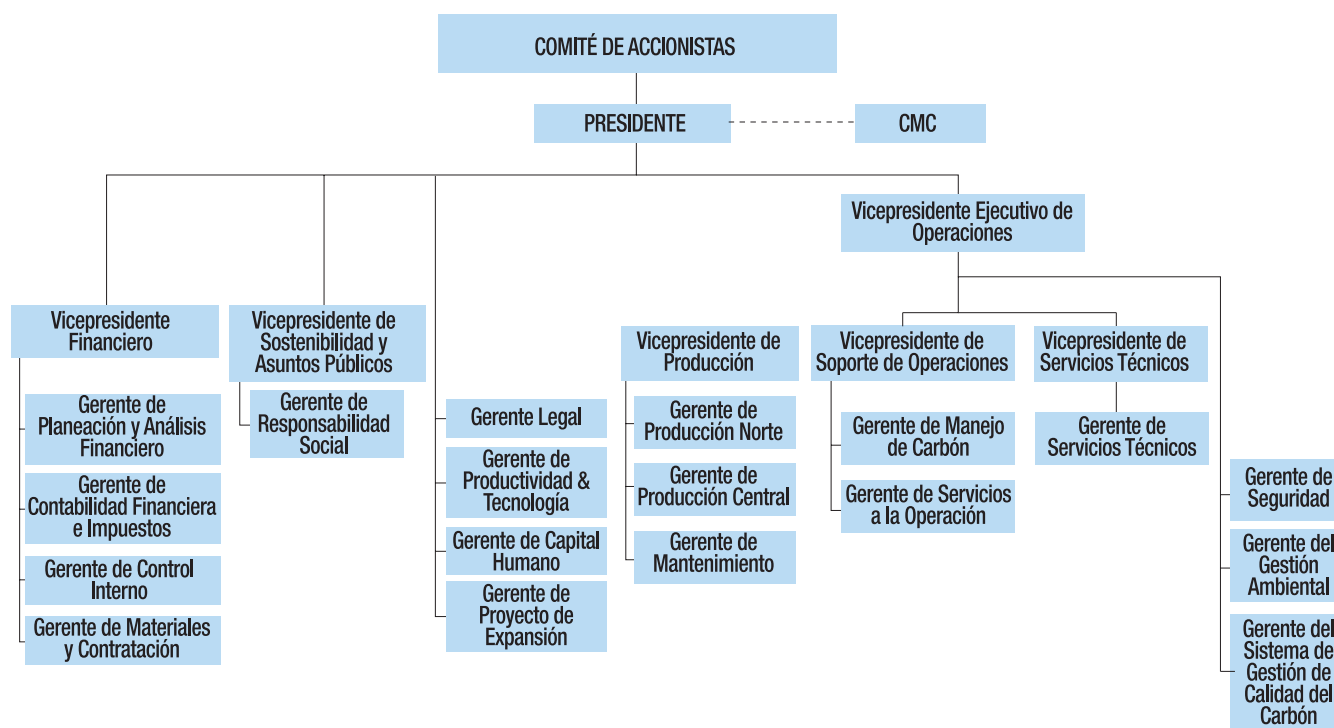 COMITÉ DE ACCIONISTAS
PRESIDENTE
CMC
Vicepresidente Ejecutivo de
Operaciones
Vicepresidente
Financiero
Gerente de
Planeación y Análisis
Financiero
Gerente de
Contabilidad Financiera
e Impuestos
Gerente de Control
Interno
Gerente de Materiales
y Contratación
Vicepresidente de
Sostenibilidad y
Asuntos Públicos
Gerente de
Responsabilidad
Social
Gerente Legal
Gerente de
Productividad &
Tecnología
Gerente de Capital
Humano
Gerente de
Proyecto de
Expansión
Vicepresidente de
Producción
Gerente de
Producción Norte
Gerente de
Producción Central
Gerente de
Mantenimiento
Vicepresidente de
Soporte de Operaciones
Gerente de Manejo
de Carbón
Gerente de Servicios
a la Operación
Vicepresidente de
Servicios Técnicos
Gerente de
Servicios Técnicos
Gerente de
Seguridad
Gerente del
Gestión
Ambiental
Gerente del
Sistema de
Gestión de
Calidad del
Carbón